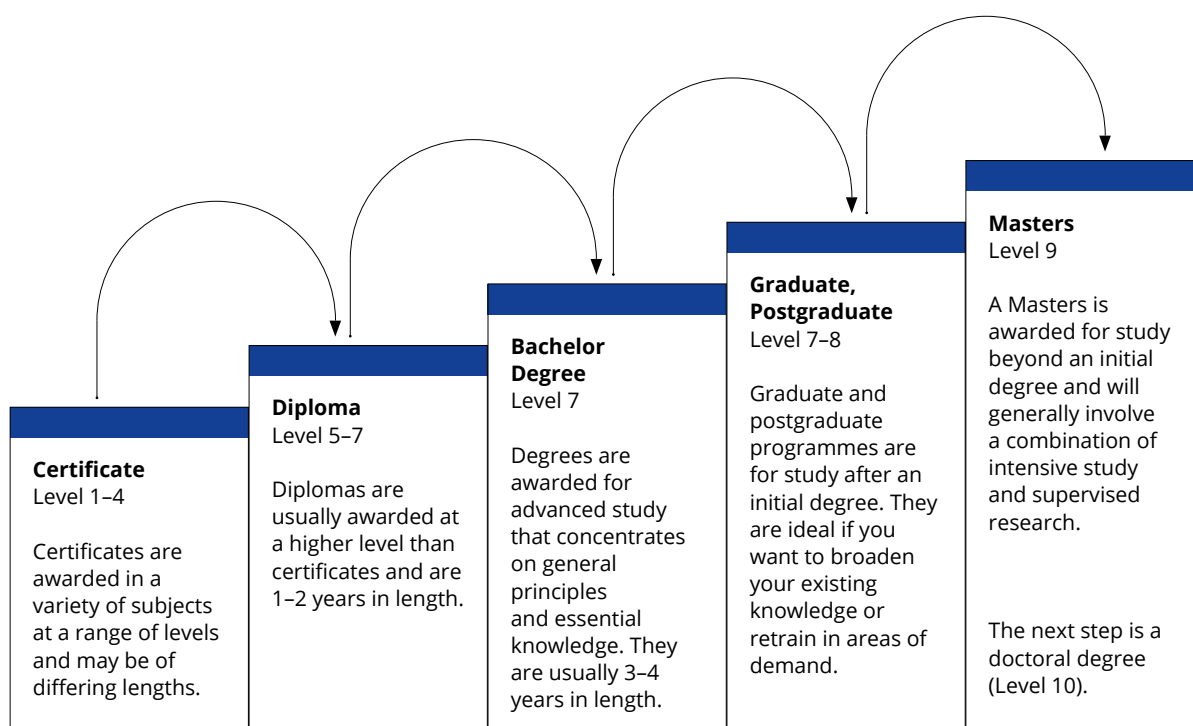 Certificate
Level 1–4
Certificates are
awarded in a
variety of subjects
at a range of levels
and may be of
differing lengths.
Diploma
Level 5–7
Diplomas are
usually awarded at
a higher level than
certificates and are
1–2 years in length.
Bachelor
Degree
Level 7
Degrees are
awarded for
advanced study
that concentrates
on general
principles
and essential
knowledge. They
are usually 3–4
years in length.
Graduate,
Postgraduate
Level 7–8
Graduate and
postgraduate
programmes are
for study after an
initial degree. They
are ideal if you
want to broaden
your existing
knowledge or
retrain in areas of
demand.
Masters
Level 9
A Masters is
awarded for study
beyond an initial
degree and will
generally involve
a combination of
intensive study
and supervised
research.
The next step is a
doctoral degree
(Level 10).